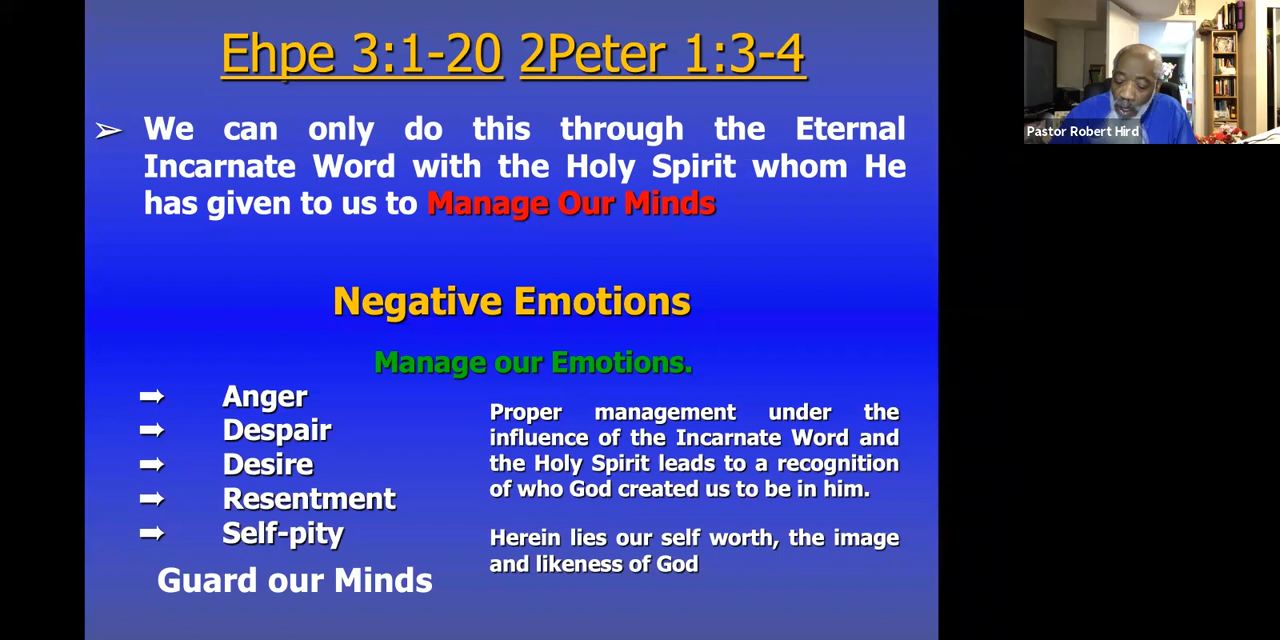 Ehpe 3:1-20 2Peter 1:3-4
➢ We can only do this through the Eternal
Incarnate Word with the Holy Spirit whom He
has given to us to Manage Our Minds
Negative Emotions
Manage our Emotions.
➡ Anger
➡ Despair
➡ Desire
➡ Resentment
➡ Self-pity
Guard our Minds
Proper management under the
influence of the Incarnate Word and
the Holy Spirit leads to a recognition
of who God created us to be in him.
Herein lies our self worth, the image
and likeness of God
Pastor Robert Hird